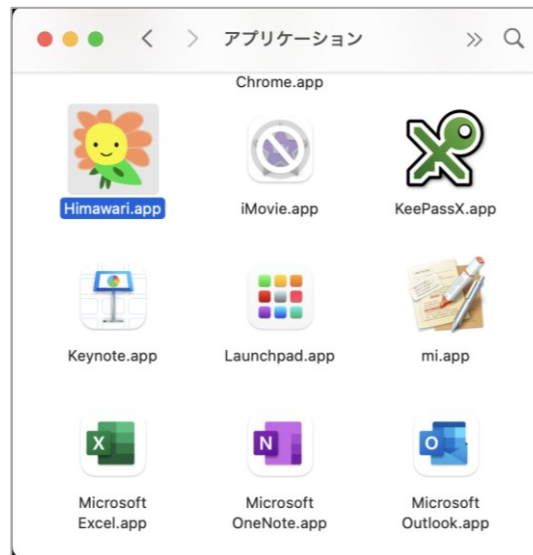 アプリケーション
Chrome.app
Himawari.app
iMovie.app
KeePassX.app
Keynote.app
Launchpad.app
mi.app
X
N
O
Microsoft
Excel.app
Microsoft
OneNote.app
Microsoft
Outlook.app